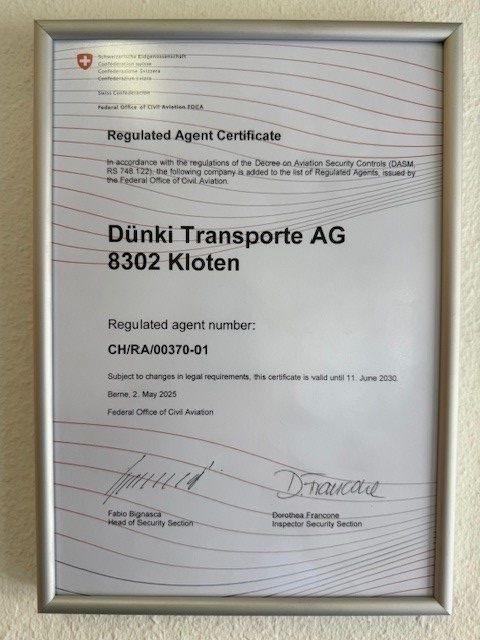 Schweizerische Eidgenossenschaft
Confédération suisse
Confederazione Svizzera
Confederaziun svizra
Swiss Confederation
Federal Office of Civil Aviation FOCA
Regulated Agent Certificate
In accordance with the regulations of the Decree on Aviation Security Controls (DASM,
RS 748.122), the following company is added to the list of Regulated Agents, issued by
the Federal Office of Civil Aviation.
Dünki Transporte AG
8302 Kloten
Regulated agent number:
CH/RA/00370-01
Subject to changes in legal requirements, this certificate is valid until 11. June 2030.
Berne, 2. May 2025
Federal Office of Civil Aviation
D. Francone
Fabio Bignasca
Head of Security Section
Dorothea Francone
Inspector Security Section